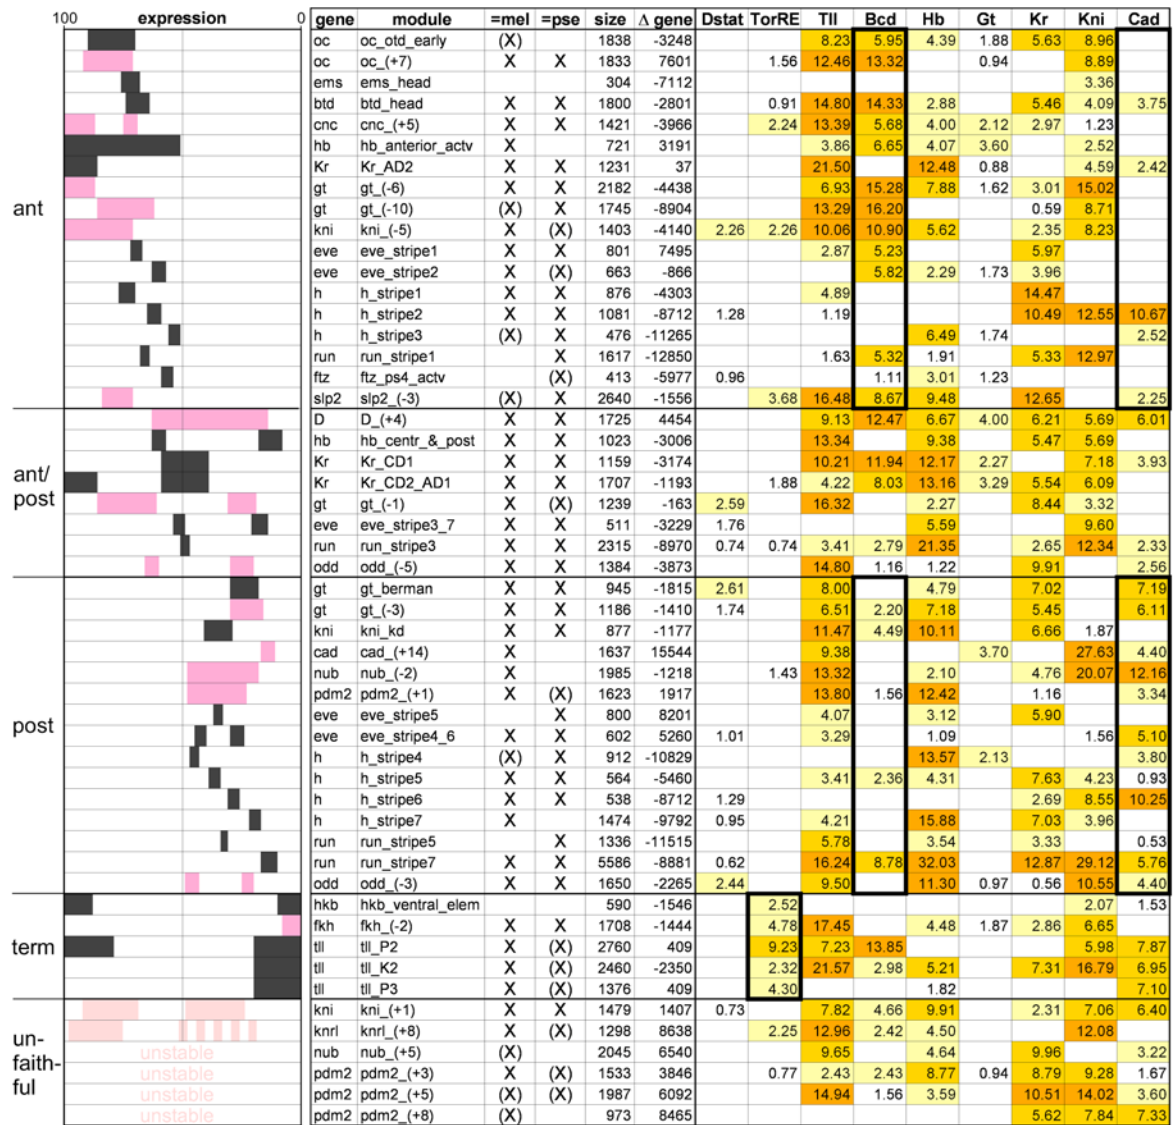 100 expression 0 gene module =mel =pse size Δ gene Dstat TorRE Tll Bcd Hb Gt Kr Kni Cad
oc oc_otd_early (X) 1838 -3248 8.23 5.95 4.39 1.88 5.63 8.96
oc oc_(+7) X X 1833 7601 1.56 12.46 13.32 0.94 8.89
ems ems_head 304 -7112 3.36
btd btd_head X X 1800 -2801 0.91 14.80 14.33 2.88 5.46 4.09 3.75
cnc cnc_(+5) X X 1421 -3966 2.24 13.39 5.68 4.00 2.12 2.97 1.23
hb hb_anterior_actv X 721 3191 3.86 6.65 4.07 3.60 2.52
Kr Kr_AD2 X X 1231 37 21.50 12.48 0.88 4.59 2.42
gt gt_(-6) X X 2182 -4438 6.93 15.28 7.88 1.62 3.01 15.02
ant gt gt_(-10) (X) X 1745 -8904 13.29 16.20 0.59 8.71
kni kni_(-5) X (X) 1403 -4140 2.26 2.26 10.06 10.90 5.62 2.35 8.23
eve eve_stripe1 X X 801 7495 2.87 5.23 5.97
eve eve_stripe2 X (X) 663 -866 5.82 2.29 1.73 3.96
h h_stripe1 X X 876 -4303 4.89 14.47
h h_stripe2 X X 1081 -8712 1.28 1.19 10.49 12.55 10.67
h h_stripe3 (X) X 476 -11265 6.49 1.74 2.52
run run_stripe1 X 1617 -12850 1.63 5.32 1.91 5.33 12.97
ftz ftz_ps4_actv (X) 413 -5977 0.96 1.11 3.01 1.23
slp2 slp2_(-3) (X) X 2640 -1556 3.68 16.48 8.67 9.48 12.65 2.25
D D_(+4) X X 1725 4454 9.13 12.47 6.67 4.00 6.21 5.69 6.01
hb hb_centr_&_post X X 1023 -3006 13.34 9.38 5.47 5.69
ant/ Kr Kr_CD1 X X 1159 -3174 10.21 11.94 12.17 2.27 7.18 3.93
post Kr Kr_CD2_AD1 X X 1707 -1193 1.88 4.22 8.03 13.16 3.29 5.54 6.09
gt gt_(-1) X (X) 1239 -163 2.59 16.32 2.27 8.44 3.32
eve eve_stripe3_7 X X 511 -3229 1.76 5.59 9.60
run run_stripe3 X X 2315 -8970 0.74 0.74 3.41 2.79 21.35 2.65 12.34 2.33
odd odd_(-5) X X 1384 -3873 14.80 1.16 1.22 9.91 2.56
gt gt_berman X X 945 -1815 2.61 8.00 4.79 7.02 7.19
gt gt_(-3) X X 1186 -1410 1.74 6.51 2.20 7.18 5.45 6.11
kni kni_kd X X 877 -1177 11.47 4.49 10.11 6.66 1.87
cad cad_(+14) X 1637 15544 9.38 3.70 27.63 4.40
nub nub_(-2) X X 1985 -1218 1.43 13.32 2.10 4.76 20.07 12.16
pdm2 pdm2_(+1) X (X) 1623 1917 13.80 1.56 12.42 1.16 3.34
post eve eve_stripe5 X 800 8201 4.07 3.12 5.90
eve eve_stripe4_6 X X 602 5260 1.01 3.29 1.09 1.56 5.10
h h_stripe4 (X) X 912 -10829 13.57 2.13 3.80
h h_stripe5 X X 564 -5460 3.41 2.36 4.31 7.63 4.23 0.93
h h_stripe6 X X 538 -8712 1.29 2.69 8.55 10.25
h h_stripe7 X 1474 -9792 0.95 4.21 15.88 7.03 3.96
run run_stripe5 X 1336 -11515 5.78 3.54 3.33 0.53
run run_stripe7 X X 5586 -8881 0.62 16.24 8.78 32.03 12.87 29.12 5.76
odd odd_(-3) X X 1650 -2265 2.44 9.50 11.30 0.97 0.56 10.55 4.40
hkb hkb_ventral_elem 590 -1546 2.52 2.07 1.53
fkh fkh_(-2) X X 1708 -1444 4.78 17.45 4.48 1.87 2.86 6.65
term tll tll_P2 X (X) 2760 409 9.23 7.23 13.85 5.98 7.87
tll tll_K2 X (X) 2460 -2350 2.32 21.57 2.98 5.21 7.31 16.79 6.95
tll tll_P3 X (X) 1376 409 4.30 1.82 7.10
kni kni_(+1) X X 1479 1407 0.73 7.82 4.66 9.91 2.31 7.06 6.40
un- knrl knrl_(+8) X (X) 1298 8638 2.25 12.96 2.42 4.50 12.08
faith- unstable nub nub_(+5) (X) 2045 6540 9.65 4.64 9.96 3.22
ful unstable pdm2 pdm2_(+3) X (X) 1533 3846 0.77 2.43 2.43 8.77 0.94 8.79 9.28 1.67
unstable pdm2 pdm2_(+5) (X) (X) 1987 6092 14.94 1.56 3.59 10.51 14.02 3.60
unstable pdm2 pdm2_(+8) (X) 973 8465 5.62 7.84 7.33